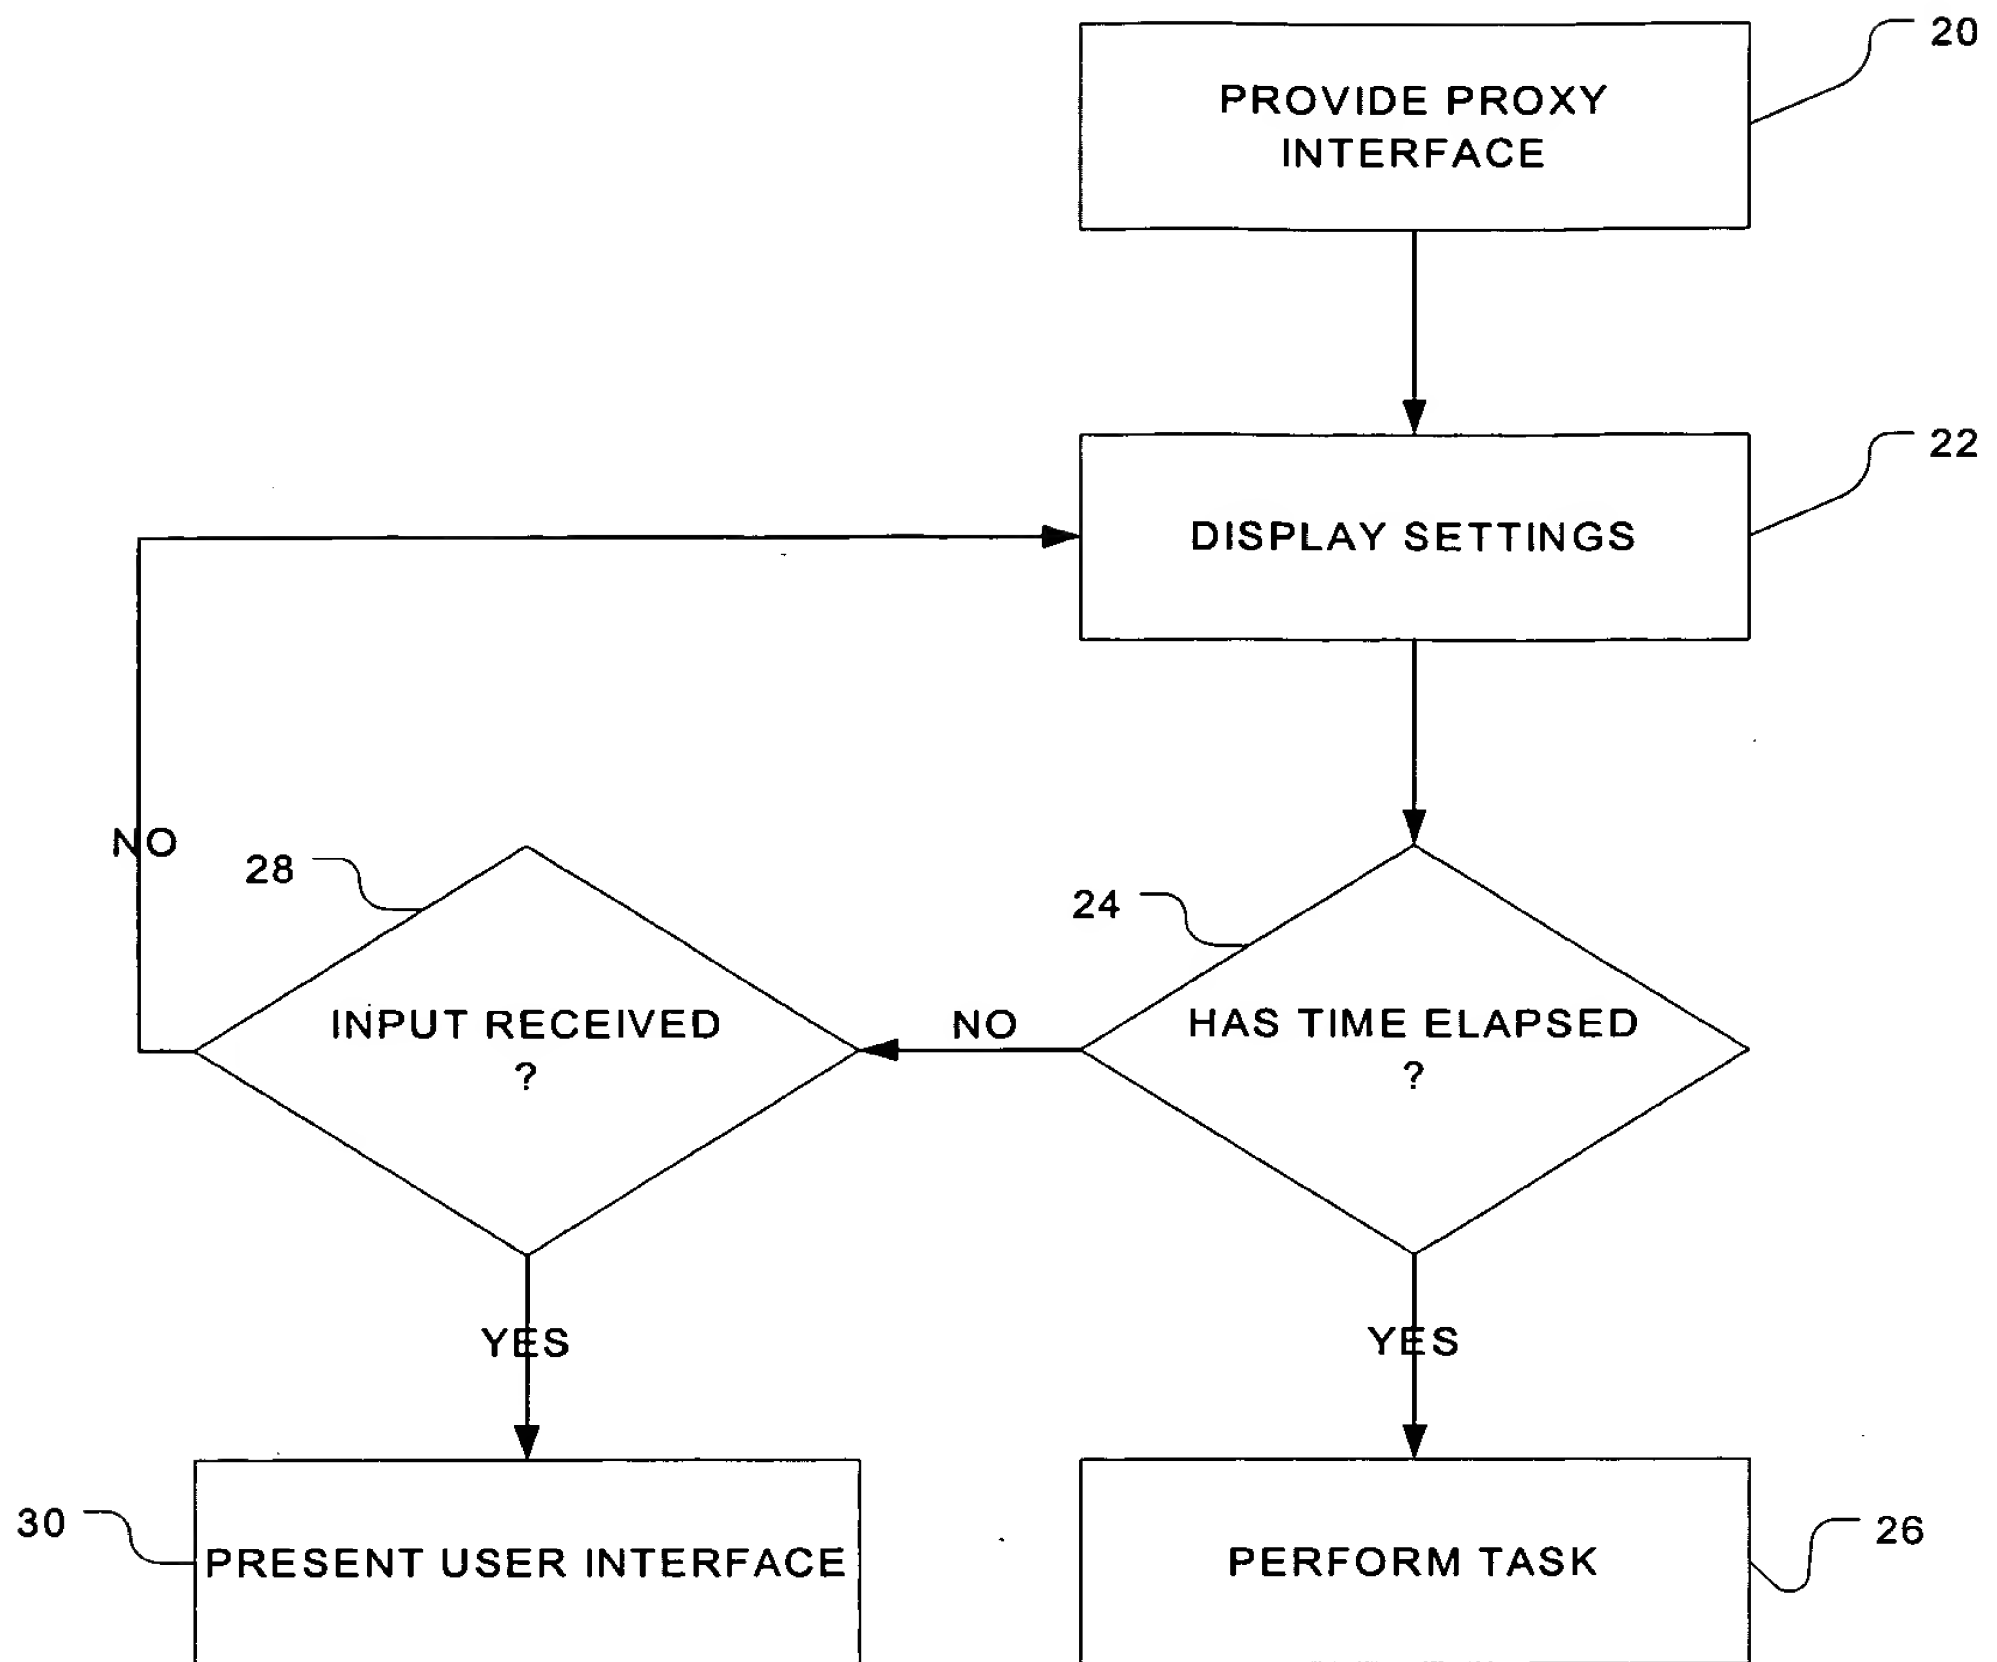 20
PROVIDE PROXY
INTERFACE
22
DISPLAY SETTINGS
NO
28
24
INPUT RECEIVED
?
NO
HAS TIME ELAPSED
?
YES
YES
30
PRESENT USER INTERFACE
PERFORM TASK
26